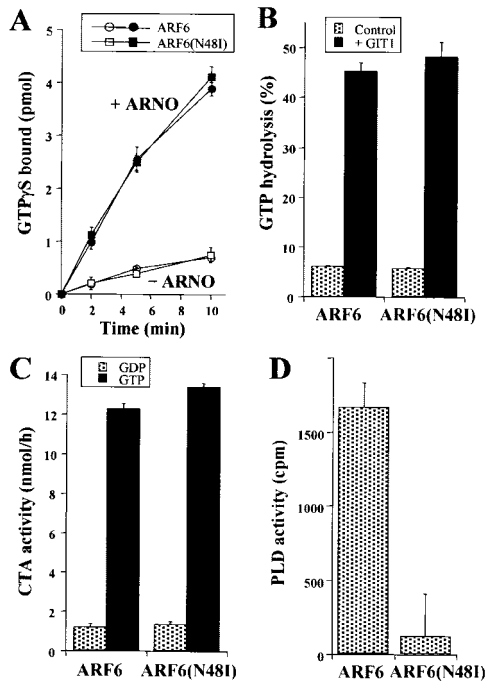 A
ARF6
ARF6(N48I)
GTPγS bound (pmol)
5
4
3
2
1
0
+ ARNO
− ARNO
0 2 4 6 8 10
Time (min)
B
Control
+ GIT1
GTP hydrolysis (%)
50
40
30
20
10
0
ARF6 ARF6(N48I)
C
GDP
GTP
CTA activity (nmol/h)
14
12
10
8
6
4
2
0
ARF6 ARF6(N48I)
D
PLD activity (cpm)
1500
1000
500
0
ARF6 ARF6(N48I)